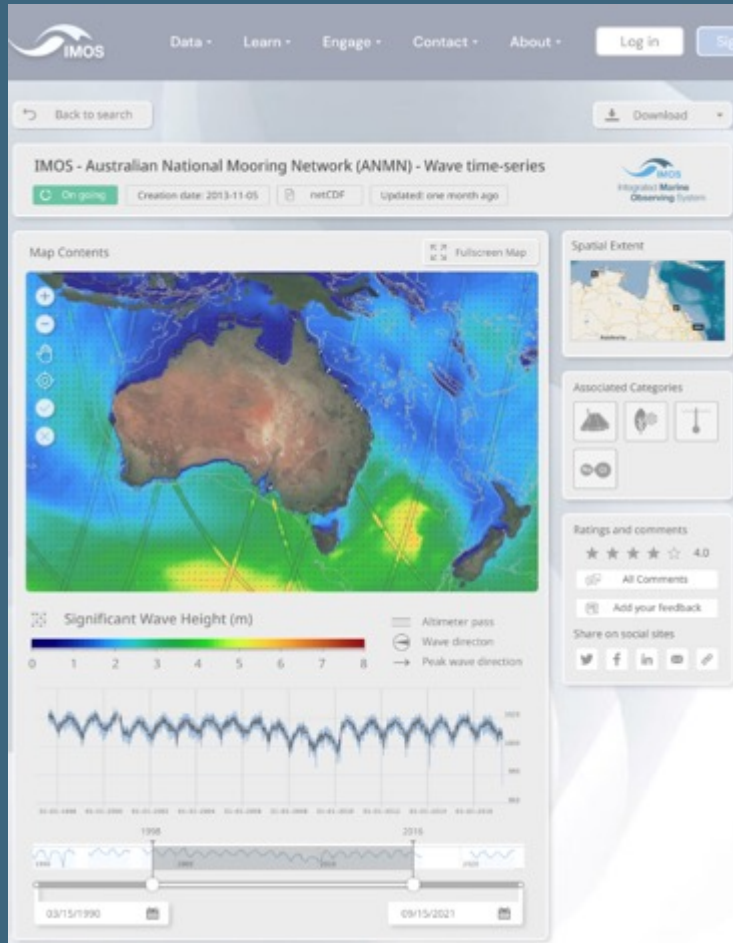 IMOS
Data
Learn
Engage
Contact
About
Log in
Back to search
Download
IMOS - Australian National Mooring Network (ANMN) - Wave time-series
On going
Creation date: 2013-11-05
netCDF
Updated: one month ago
IMOS
Integrated Marine
Observing System
Map Contents
Fullscreen Map
Spatial Extent
Associated Categories
Significant Wave Height (m)
0 1 2 3 4 5 6 7 8
Altimeter pass
Wave direction
Peak wave direction
Ratings and comments
4.0
All Comments
Add your feedback
Share on social sites
1998
2016
03/15/1990
09/15/2021